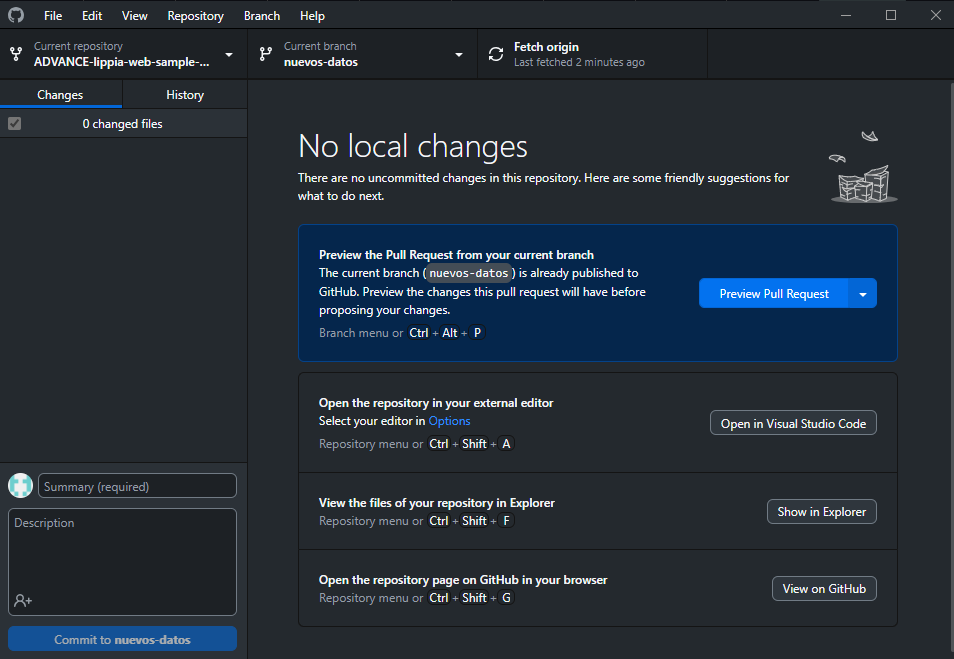 File Edit View Repository Branch Help
Current repository
ADVANCE-lippia-web-sample-...
Current branch
nuevos-datos
Fetch origin
Last fetched 2 minutes ago
Changes
History
0 changed files
No local changes
There are no uncommitted changes in this repository. Here are some friendly suggestions for
what to do next.
Preview the Pull Request from your current branch
The current branch (nuevos-datos) is already published to
GitHub. Preview the changes this pull request will have before
proposing your changes.
Branch menu or Ctrl + Alt + P
Preview Pull Request
Open the repository in your external editor
Select your editor in Options
Repository menu or Ctrl + Shift + A
Open in Visual Studio Code
View the files of your repository in Explorer
Repository menu or Ctrl + Shift + F
Show in Explorer
Open the repository page on GitHub in your browser
Repository menu or Ctrl + Shift + G
View on GitHub
Summary (required)
Description
Commit to nuevos-datos